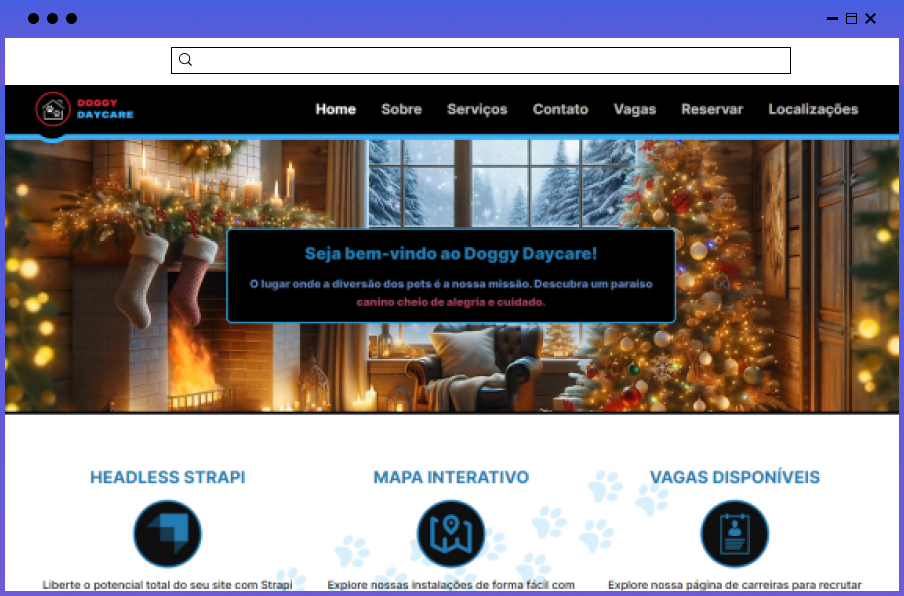 DOGGY
DAYCARE
Home Sobre Serviços Contato Vagas Reservar Localizações
Seja bem-vindo ao Doggy Daycare!
O lugar onde a diversão dos pets é a nossa missão. Descubra um paraíso
canino cheio de alegria e cuidado.
HEADLESS STRAPI MAPA INTERATIVO VAGAS DISPONÍVEIS
Liberte o potencial total do seu site com Strapi Explore nossas instalações de forma fácil com Explore nossa página de carreiras para recrutar